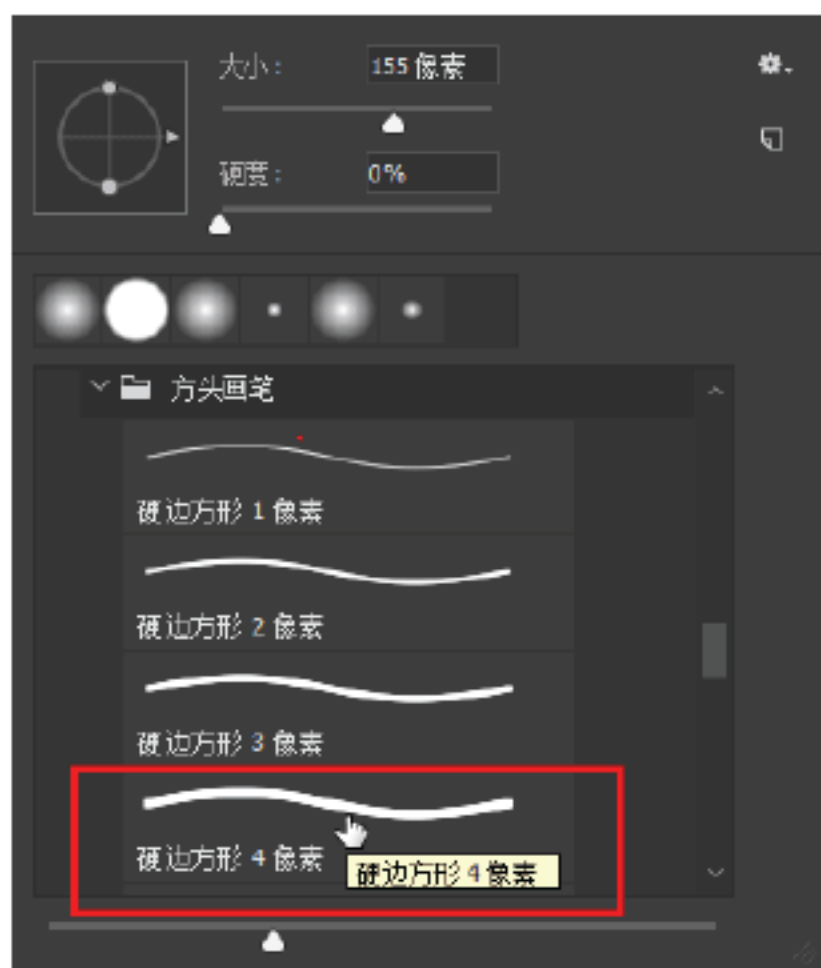 大小: 155 像素
硬度: 0%
方头画笔
硬边方形 1 像素
硬边方形 2 像素
硬边方形 3 像素
硬边方形 4 像素
硬边方形 4 像素